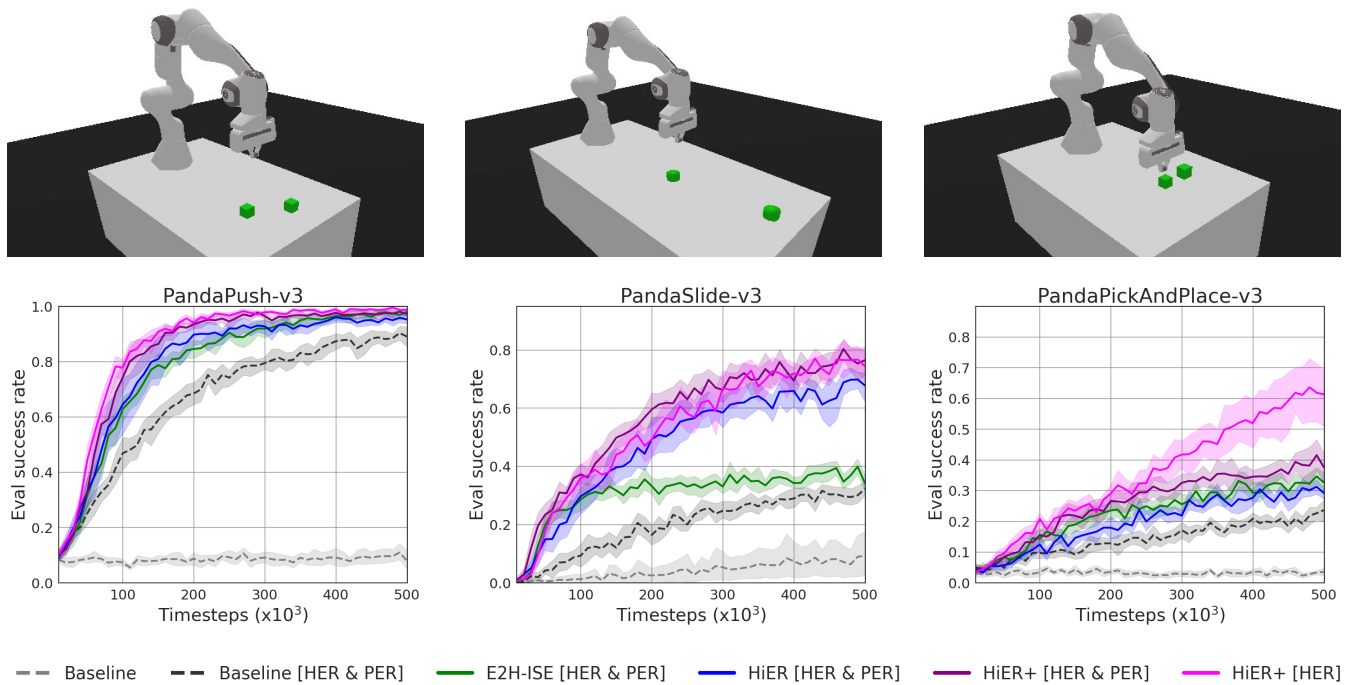 PandaPush-v3
1.0
0.8
0.6
0.4
0.2
0.0
Eval success rate
100
200
300
400
500
Timesteps (x10³)
PandaSlide-v3
0.8
0.6
0.4
0.2
0.0
Eval success rate
100
200
300
400
500
Timesteps (x10³)
PandaPickAndPlace-v3
0.8
0.7
0.6
0.5
0.4
0.3
0.2
0.1
0.0
Eval success rate
100
200
300
400
500
Timesteps (x10³)
Baseline
Baseline [HER & PER]
E2H-ISE [HER & PER]
HiER [HER & PER]
HiER+ [HER & PER]
HiER+ [HER]